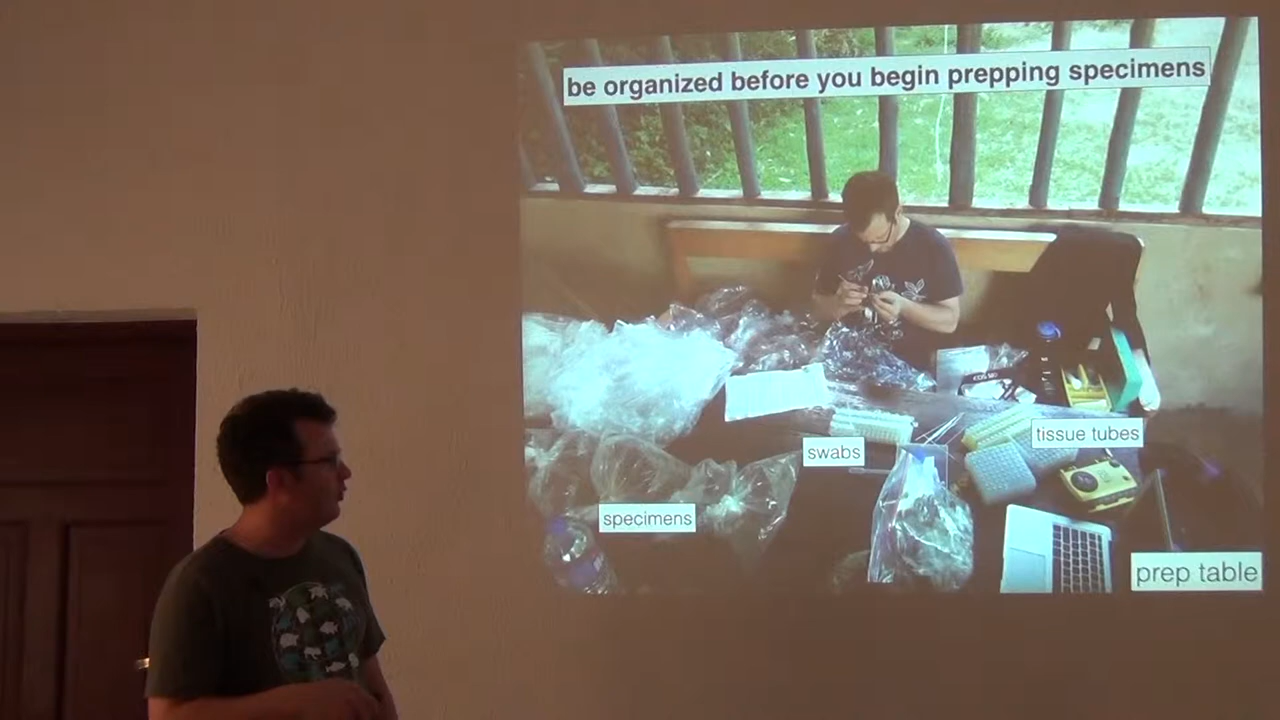 be organized before you begin prepping specimens
tissue tubes
swabs
specimens
prep table